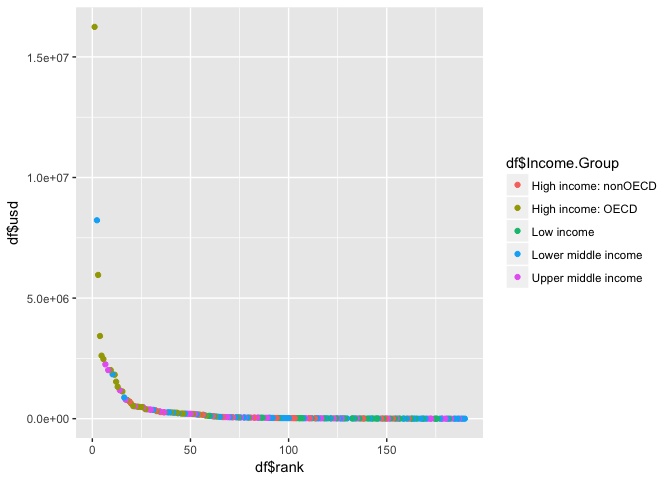 1.5e+07
1.0e+07
5.0e+06
0.0e+00
df$usd
0 50 100 150
df$rank
df$Income.Group
High income: nonOECD
High income: OECD
Low income
Lower middle income
Upper middle income